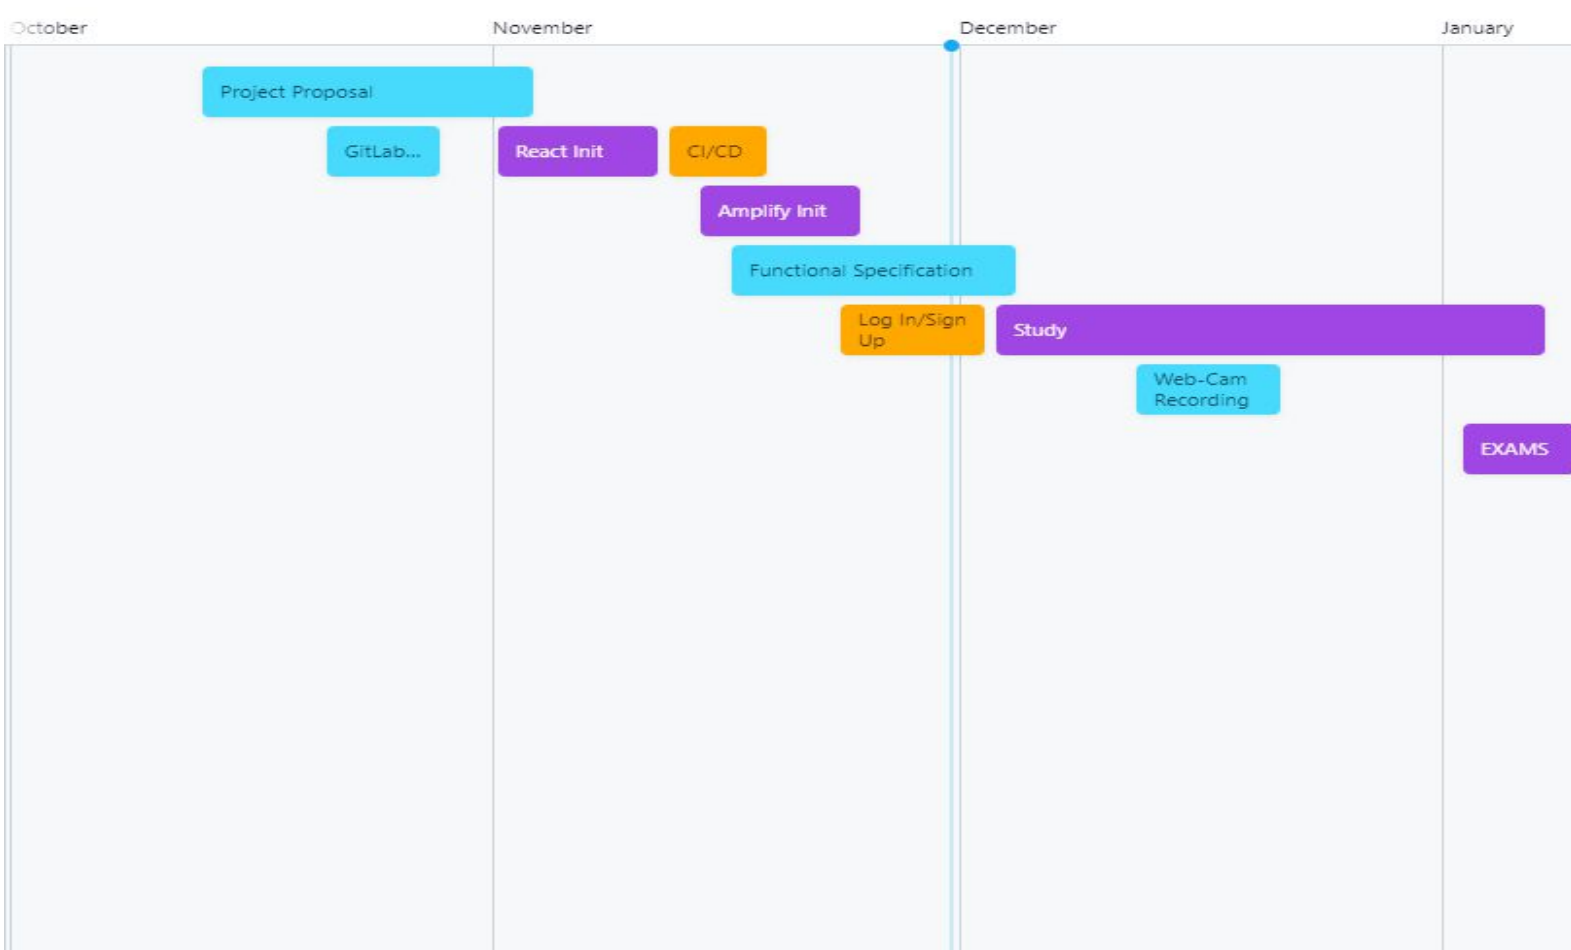 October November December January
Project Proposal
GitLab... React Init CI/CD
Amplify Init
Functional Specification
Log In/Sign
Up
Study
Web-Cam
Recording
EXAMS